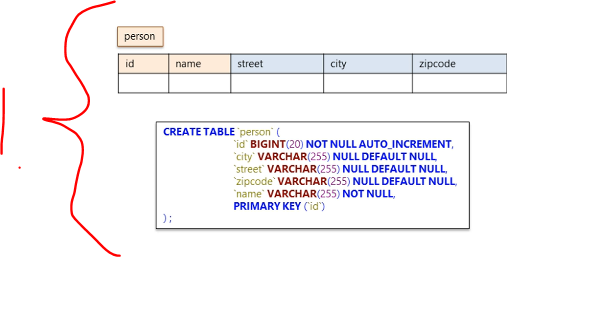 person
id name street city zipcode
CREATE TABLE `person` (
`id` BIGINT(20) NOT NULL AUTO_INCREMENT,
`city` VARCHAR(255) NULL DEFAULT NULL,
`street` VARCHAR(255) NULL DEFAULT NULL,
`zipcode` VARCHAR(255) NULL DEFAULT NULL,
`name` VARCHAR(255) NOT NULL,
PRIMARY KEY (`id`)
) ;